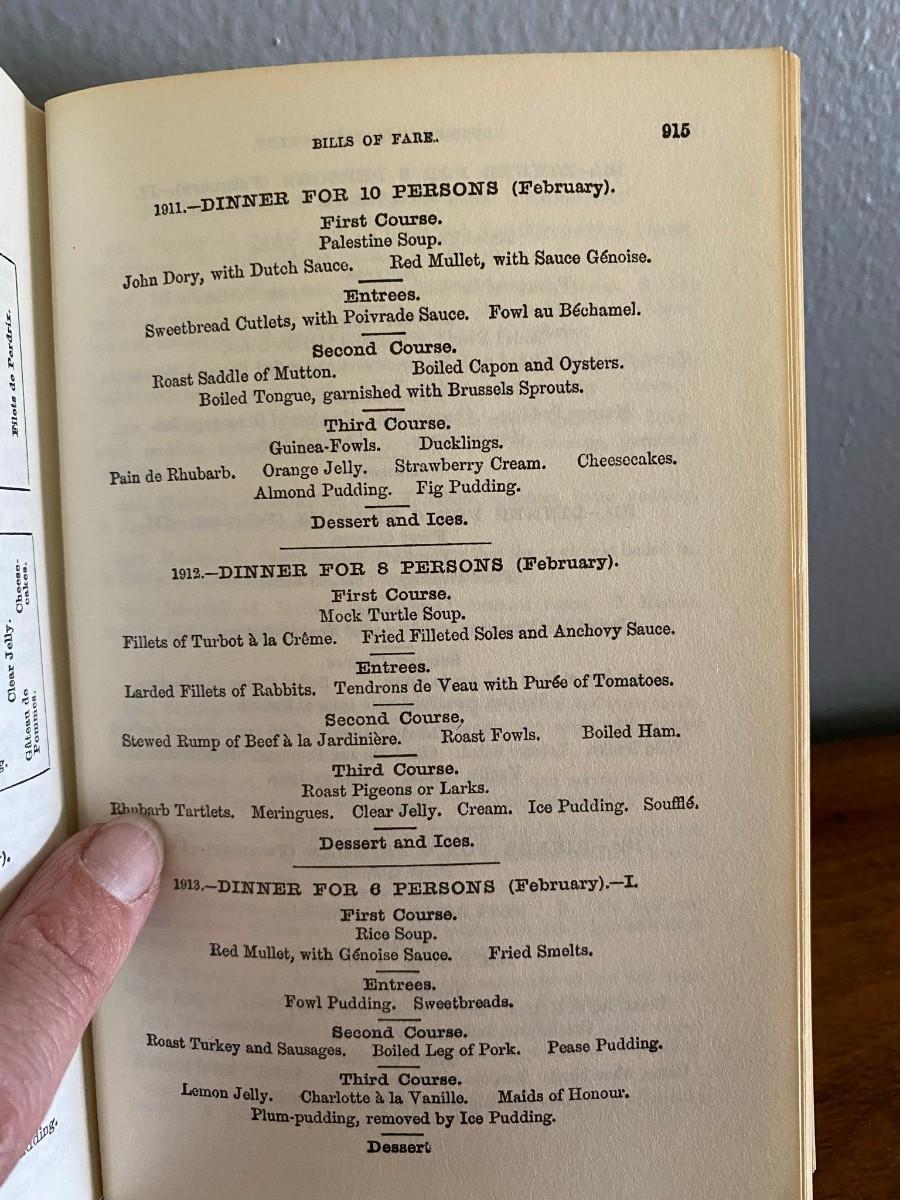 BILLS OF FARE.
915
1911.—DINNER FOR 10 PERSONS (February).
First Course.
Palestine Soup.
John Dory, with Dutch Sauce. Red Mullet, with Sauce Génoise.
Entrees.
Sweetbread Cutlets, with Poivrade Sauce. Fowl au Béchamel.
Second Course.
Roast Saddle of Mutton. Boiled Capon and Oysters.
Boiled Tongue, garnished with Brussels Sprouts.
Third Course.
Guinea-Fowls. Ducklings.
Pain de Rhubarb. Orange Jelly. Strawberry Cream. Cheesecakes.
Almond Pudding. Fig Pudding.
Dessert and Ices.
1912.—DINNER FOR 8 PERSONS (February).
First Course.
Mock Turtle Soup.
Fillets of Turbot à la Crême. Fried Filleted Soles and Anchovy Sauce.
Entrees.
Larded Fillets of Rabbits. Tendrons de Veau with Purée of Tomatoes.
Second Course,
Stewed Rump of Beef à la Jardinière. Roast Fowls. Boiled Ham.
Third Course.
Roast Pigeons or Larks.
Rhubarb Tartlets. Meringues. Clear Jelly. Cream. Ice Pudding. Soufflé.
Dessert and Ices.
1913.—DINNER FOR 6 PERSONS (February).—I.
First Course.
Rice Soup.
Red Mullet, with Génoise Sauce. Fried Smelts.
Entrees.
Fowl Pudding. Sweetbreads.
Second Course.
Roast Turkey and Sausages. Boiled Leg of Pork. Pease Pudding.
Third Course.
Lemon Jelly. Charlotte à la Vanille. Maids of Honour.
Plum-pudding, removed by Ice Pudding.
Dessert
Filets de Perdrix.
Clear Jelly.
Cheese-
cakes.
Gâteau de
Pommes.